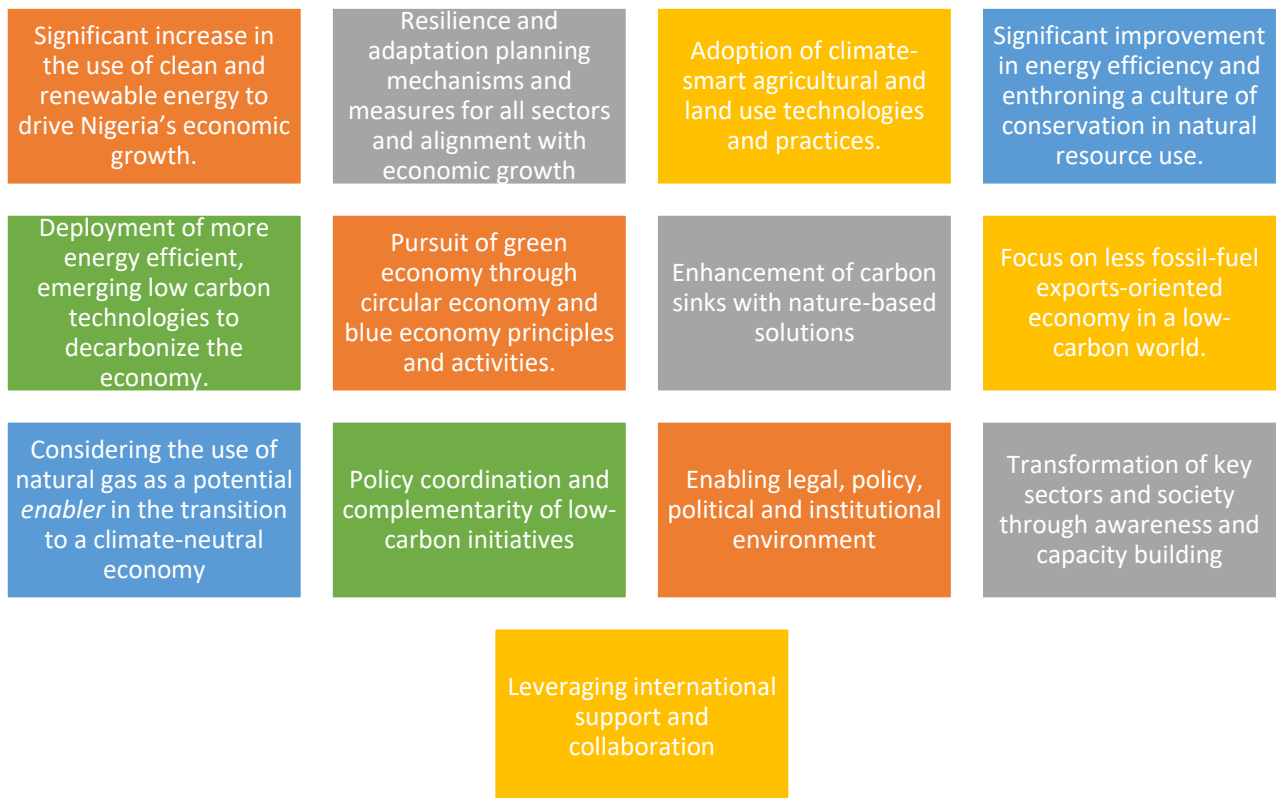 Significant increase in
the use of clean and
renewable energy to
drive Nigeria’s economic
growth.
Resilience and
adaptation planning
mechanisms and
measures for all sectors
and alignment with
economic growth
Adoption of climate-
smart agricultural and
land use technologies
and practices.
Significant improvement
in energy efficiency and
enthroning a culture of
conservation in natural
resource use.
Deployment of more
energy efficient,
emerging low carbon
technologies to
decarbonize the
economy.
Pursuit of green
economy through
circular economy and
blue economy principles
and activities.
Enhancement of carbon
sinks with nature-based
solutions
Focus on less fossil-fuel
exports-oriented
economy in a low-
carbon world.
Considering the use of
natural gas as a potential
enabler in the transition
to a climate-neutral
economy
Policy coordination and
complementarity of low-
carbon initiatives
Enabling legal, policy,
political and institutional
environment
Transformation of key
sectors and society
through awareness and
capacity building
Leveraging international
support and
collaboration